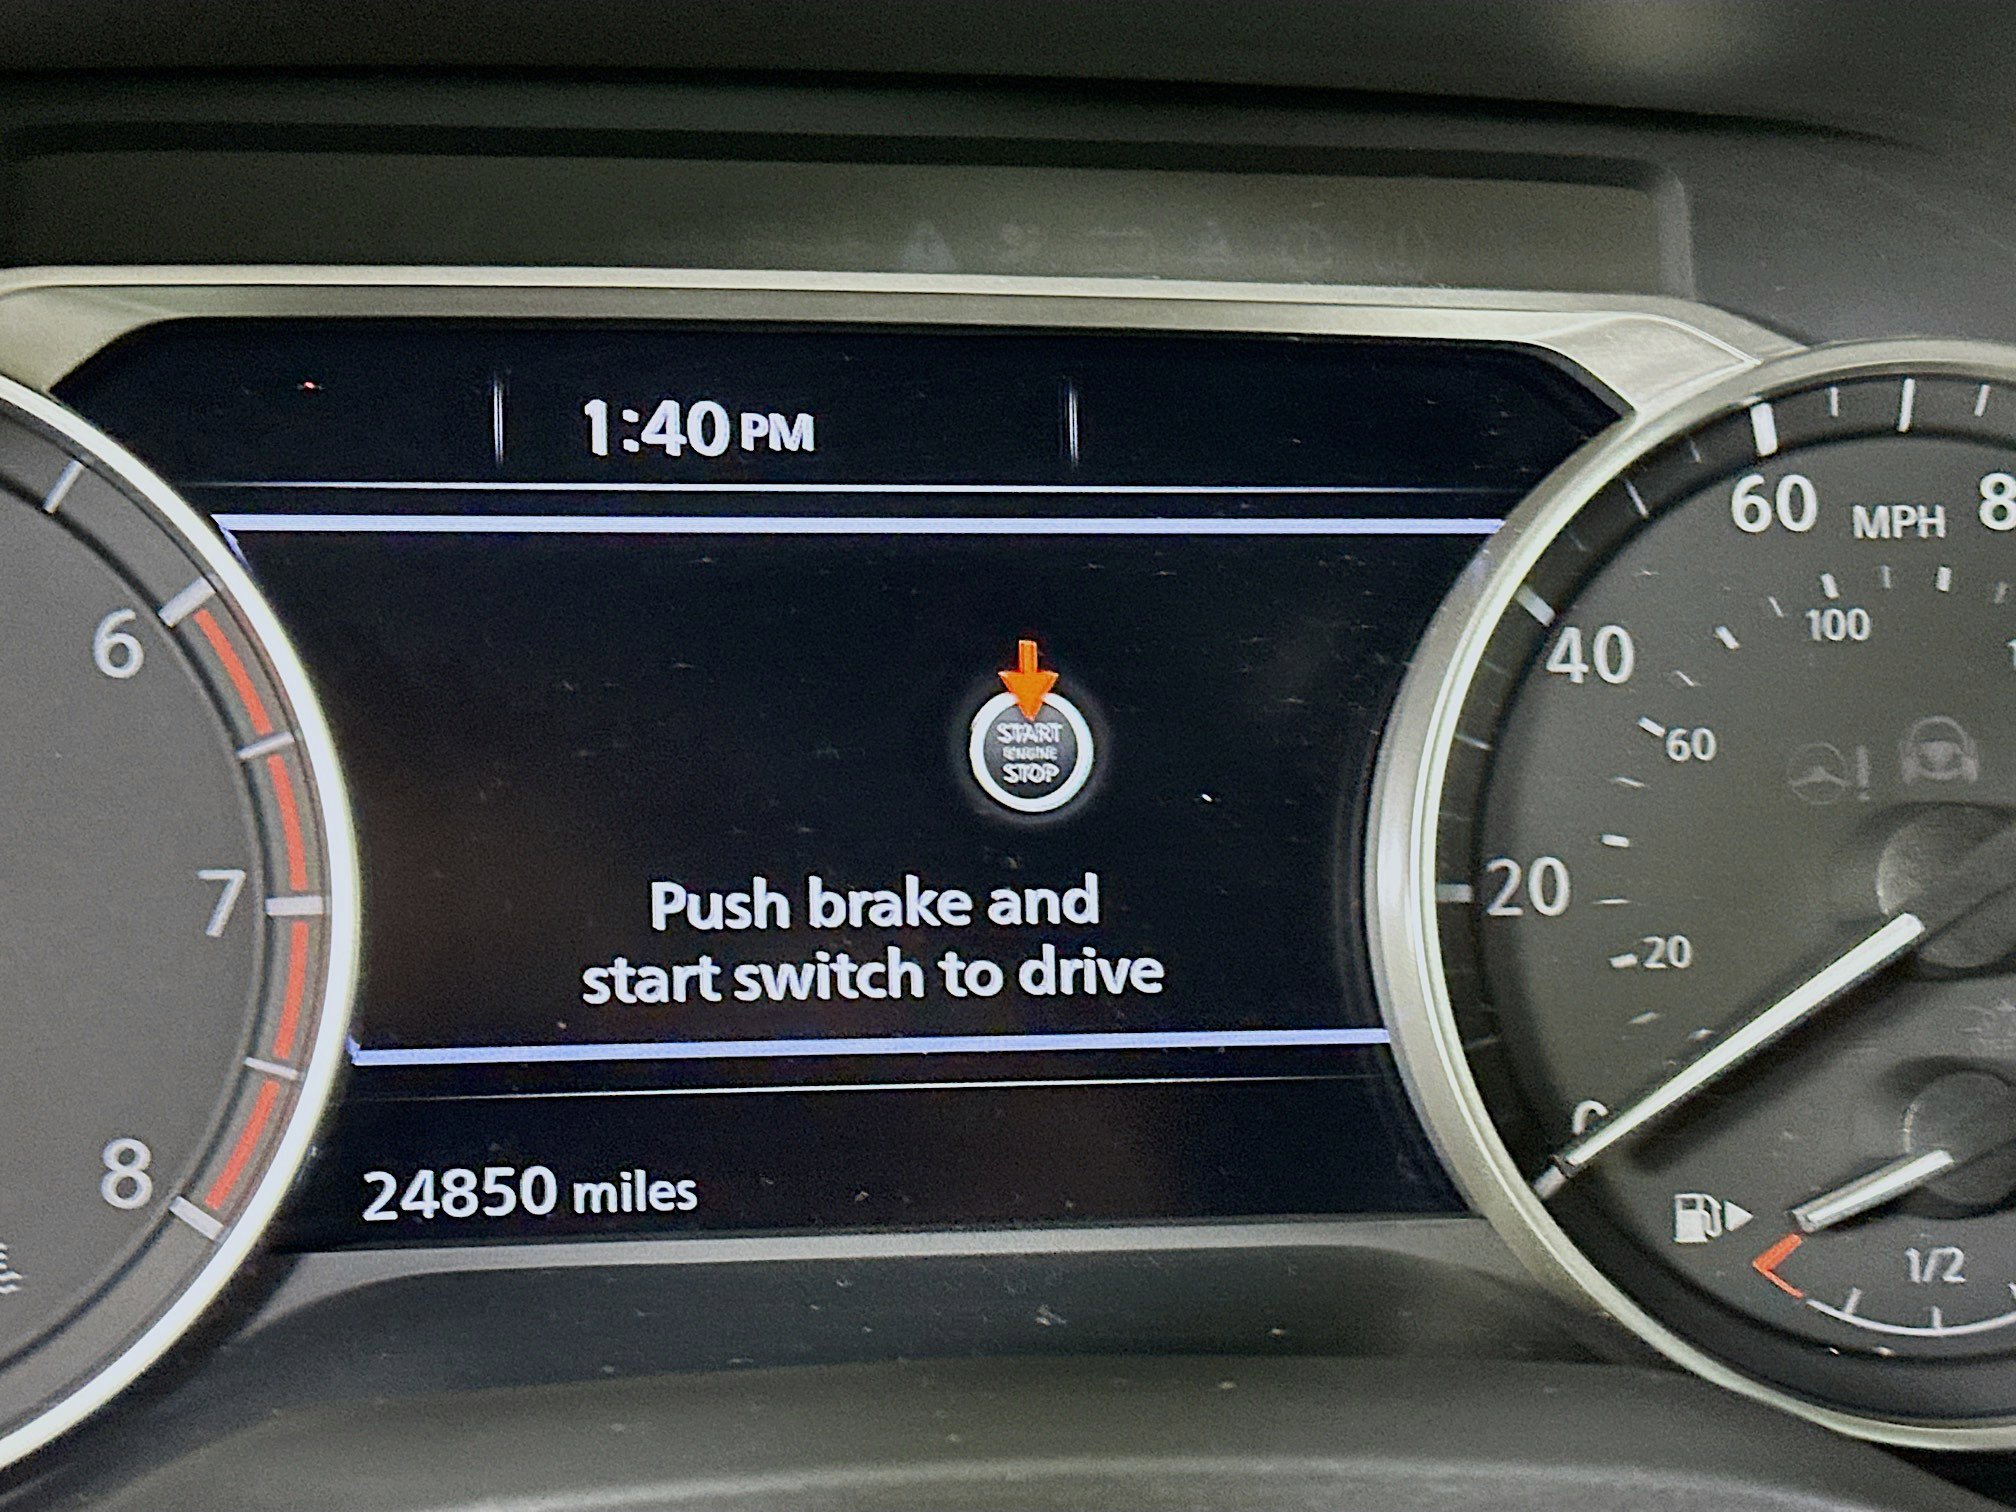 1:40 PM
60 MPH 8
100
6
40
START
ENGINE
STOP
60
7
20
Push brake and
start switch to drive
20
8
24850 miles
1/2